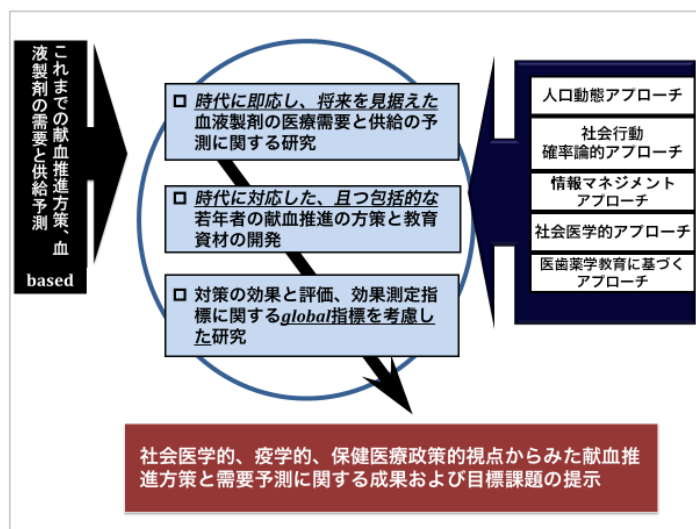 これまでの献血推進方策、血
液製剤の需要と供給予測
based
時代に即応し、将来を見据えた
血液製剤の医療需要と供給の予
測に関する研究
時代に対応した、且つ包括的な
若年者の献血推進の方策と教育
資材の開発
対策の効果と評価、効果測定指
標に関するglobal指標を考慮し
た研究
人口動態アプローチ
社会行動
確率論的アプローチ
情報マネジメント
アプローチ
社会医学的アプローチ
医歯薬学教育に基づく
アプローチ
社会医学的、疫学的、保健医療政策的視点からみた献血推
進方策と需要予測に関する成果および目標課題の提示